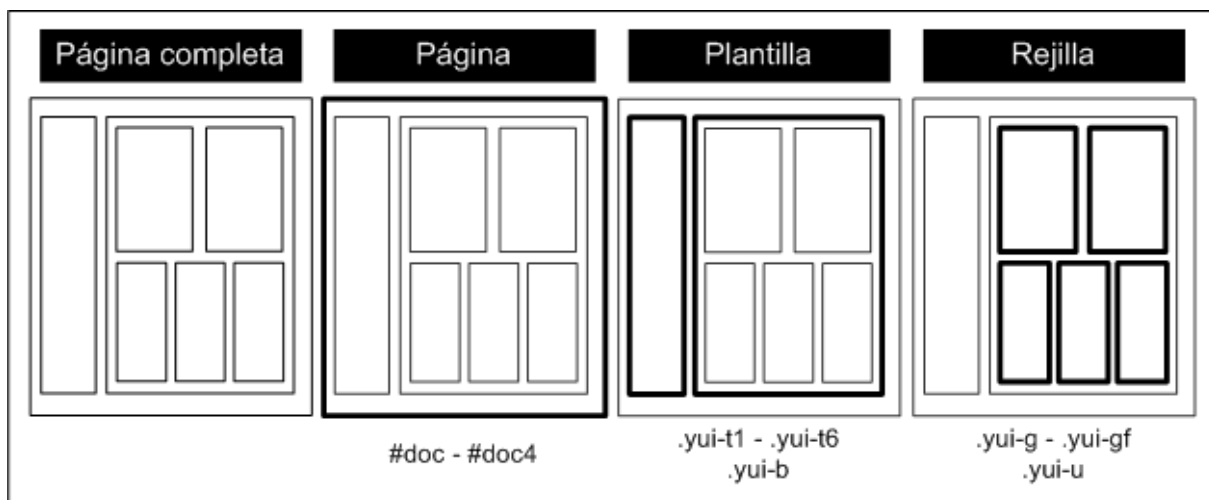 Página completa
Página
Plantilla
Rejilla
#doc - #doc4
.yui-t1 - .yui-t6
.yui-b
.yui-g - .yui-gf
.yui-u